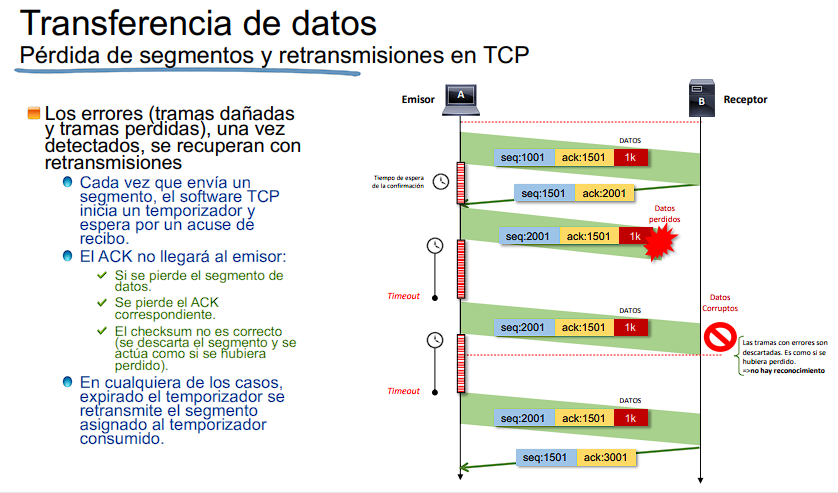 Transferencia de datos
Pérdida de segmentos y retransmisiones en TCP
Los errores (tramas dañadas
y tramas perdidas), una vez
detectados, se recuperan con
retransmisiones
Cada vez que envía un
segmento, el software TCP
inicia un temporizador y
espera por un acuse de
recibo.
El ACK no llegará al emisor:
Si se pierde el segmento de
datos.
Se pierde el ACK
correspondiente.
El checksum no es correcto
(se descarta el segmento y se
actúa como si se hubiera
perdido).
En cualquiera de los casos,
expirado el temporizador se
retransmite el segmento
asignado al temporizador
consumido.
Emisor
A
B
Receptor
DATOS
seq:1001 ack:1501 1k
Tiempo de espera
de la confirmación
seq:1501 ack:2001
Datos
perdidos
DATOS
seq:2001 ack:1501 1k
Timeout
Datos
Corruptos
DATOS
seq:2001 ack:1501 1k
Las tramas con errores son
descartadas. Es como si se
hubiera perdido.
=>no hay reconocimiento
Timeout
DATOS
seq:2001 ack:1501 1k
seq:1501 ack:3001